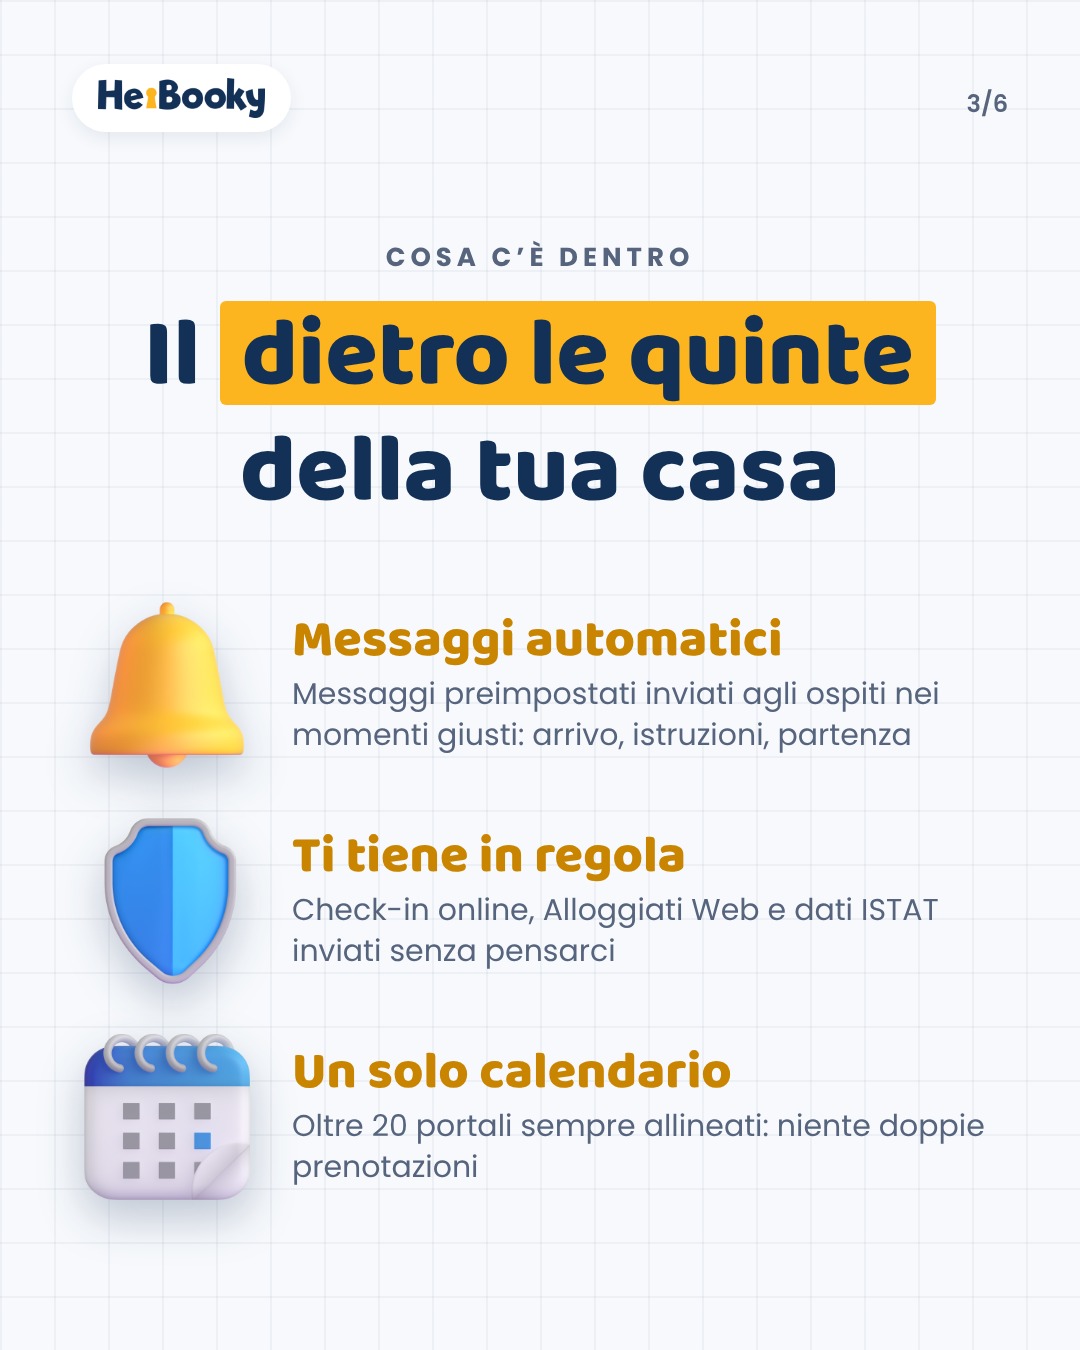 HeiBooky
3/6
COSA C’È DENTRO
Il dietro le quinte
della tua casa
Messaggi automatici
Messaggi preimpostati inviati agli ospiti nei
momenti giusti: arrivo, istruzioni, partenza
Ti tiene in regola
Check-in online, Alloggiati Web e dati ISTAT
inviati senza pensarci
Un solo calendario
Oltre 20 portali sempre allineati: niente doppie
prenotazioni